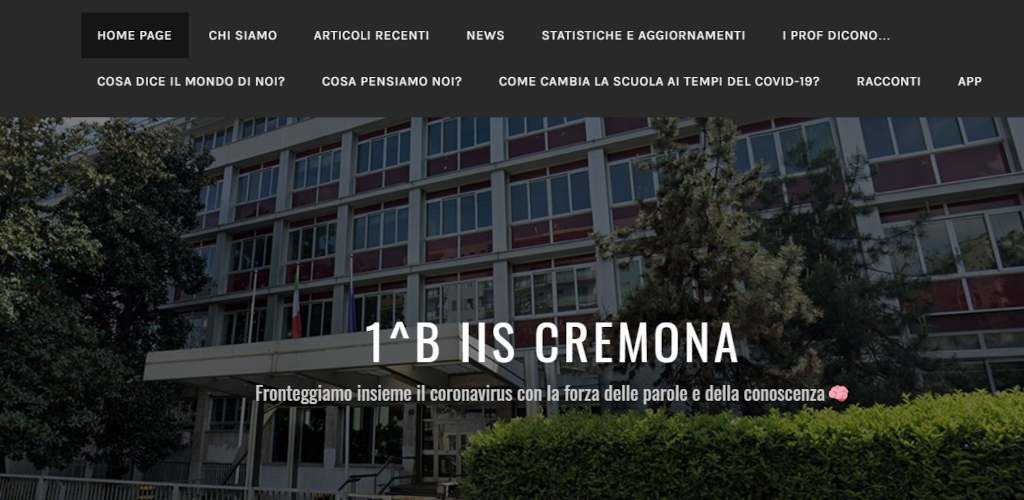 HOME PAGE CHI SIAMO ARTICOLI RECENTI NEWS STATISTICHE E AGGIORNAMENTI I PROF DICONO...
COSA DICE IL MONDO DI NOI? COSA PENSIAMO NOI? COME CAMBIA LA SCUOLA AI TEMPI DEL COVID-19? RACCONTI APP
1^B IIS CREMONA
Fronteggiamo insieme il coronavirus con la forza delle parole e della conoscenza 🧠